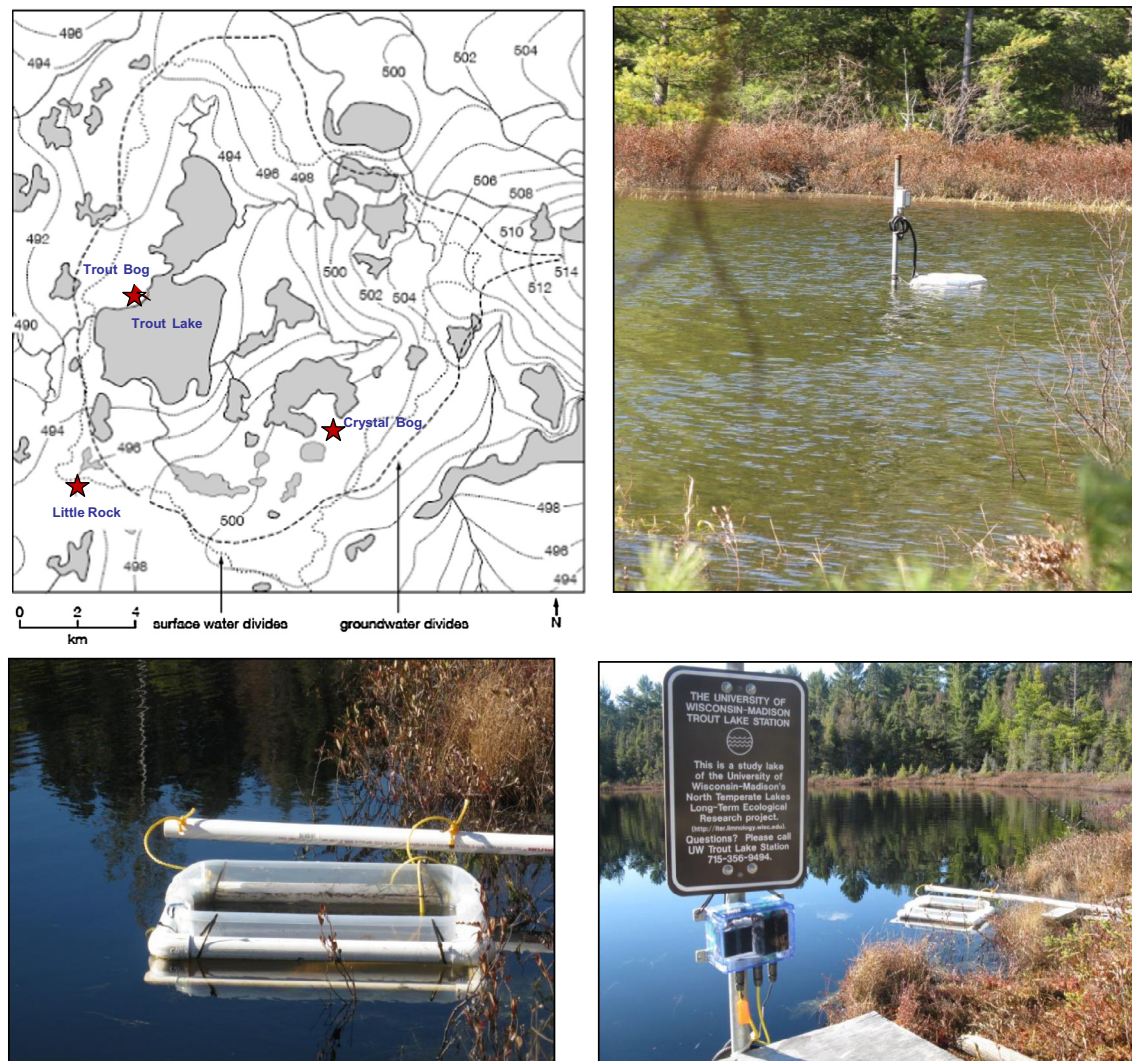 496
494
502
504
500
494
496
498
506
508
510
514
512
492
500
502
504
Trout Bog
490
Trout Lake
494
496
Crystal Bog
Little Rock
500
498
498
496
494
0 2 4
km
surface water divides
groundwater divides
N
THE UNIVERSITY OF
WISCONSIN-MADISON
TROUT LAKE STATION
This is a study lake
of the University of
Wisconsin-Madison's
North Temperate Lakes
Long-Term Ecological
Research project.
(http://lter.limnology.wisc.edu).
Questions? Please call
UW Trout Lake Station
715-356-9494.